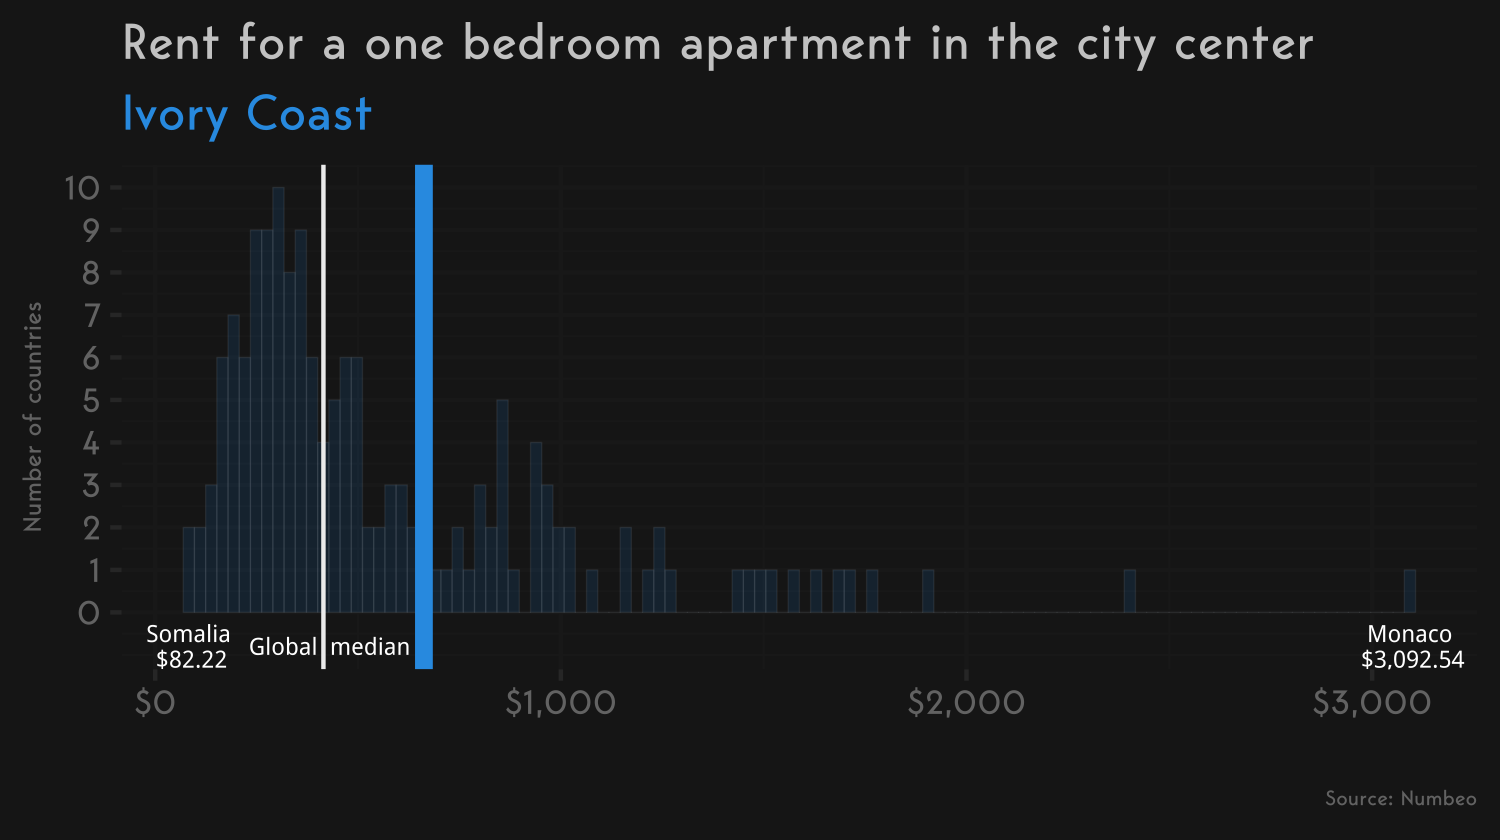 Rent for a one bedroom apartment in the city center
Ivory Coast
Number of countries
10
9
8
7
6
5
4
3
2
1
0
Somalia
$82.22
Global median
Monaco
$3,092.54
$0
$1,000
$2,000
$3,000
Source: Numbeo